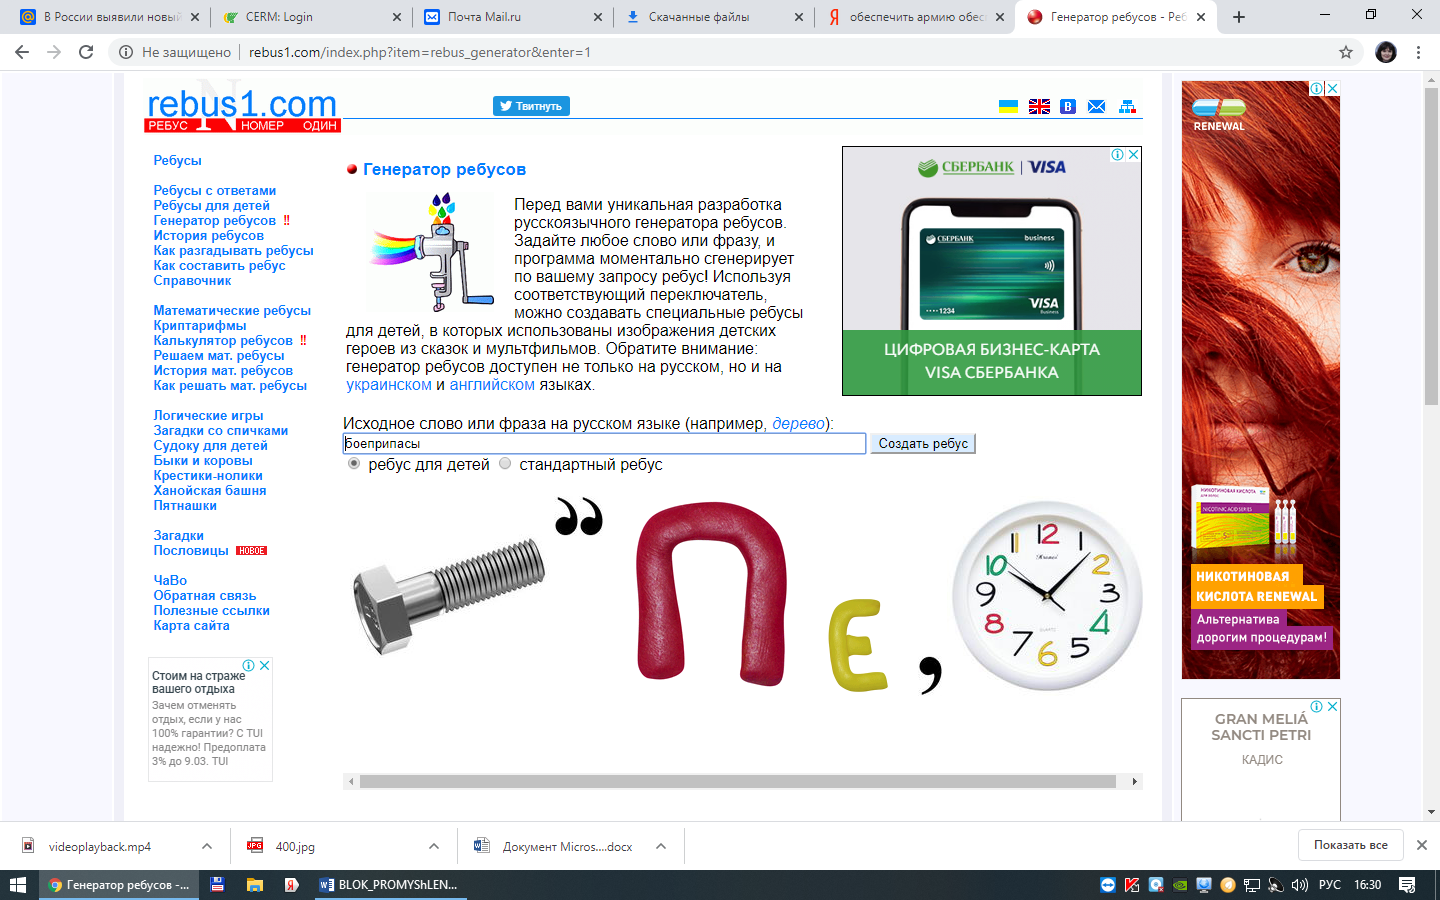 В России выявили новый
CERM: Login
Почта Mail.ru
Скачанные файлы
обеспечить армию обес
Генератор ребусов - Реб
Не защищено
rebus1.com/index.php?item=rebus_generator&enter=1
rebus1.com
РЕБУС N НОМЕР ОДИН
Твитнуть
В
Ребусы
Ребусы с ответами
Ребусы для детей
Генератор ребусов !!
История ребусов
Как разгадывать ребусы
Как составить ребус
Справочник
Математические ребусы
Криптарифмы
Калькулятор ребусов !!
Решаем мат. ребусы
История мат. ребусов
Как решать мат. ребусы
Логические игры
Загадки со спичками
Судоку для детей
Быки и коровы
Крестики-нолики
Ханойская башня
Пятнашки
Загадки
Пословицы НОВОЕ
ЧаВо
Обратная связь
Полезные ссылки
Карта сайта
Стоим на страже
вашего отдыха
Зачем отменять
отдых, если у нас
100% гарантии? С TUI
надежно! Предоплата
3% до 9.03. TUI
Генератор ребусов
Перед вами уникальная разработка
русскоязычного генератора ребусов.
Задайте любое слово или фразу, и
программа моментально сгенерирует
по вашему запросу ребус! Используя
соответствующий переключатель,
можно создавать специальные ребусы
для детей, в которых использованы изображения детских
героев из сказок и мультфильмов. Обратите внимание:
генератор ребусов доступен не только на русском, но и на
украинском и английском языках.
СБЕРБАНК | VISA
СБЕРБАНК business
1234
VISA
Business
ЦИФРОВАЯ БИЗНЕС-КАРТА
VISA СБЕРБАНКА
Исходное слово или фраза на русском языке (например, дерево):
боеприпасы
Создать ребус
ребус для детей стандартный ребус
“ П Е ,
12 1 2 3 4 5 6 7 8 9 10 11
QUARTZ
RENEWAL
НИКОТИНОВАЯ КИСЛОТА
NICOTINIC ACID SERIES
НИКОТИНОВАЯ
КИСЛОТА RENEWAL
Альтернатива
дорогим процедурам!
GRAN MELIÁ
SANCTI PETRI
КАДИС
videoplayback.mp4
400.jpg
Документ Micros....docx
Показать все
Генератор ребусов -...
BLOK_PROMYShLEN...
РУС
16:30